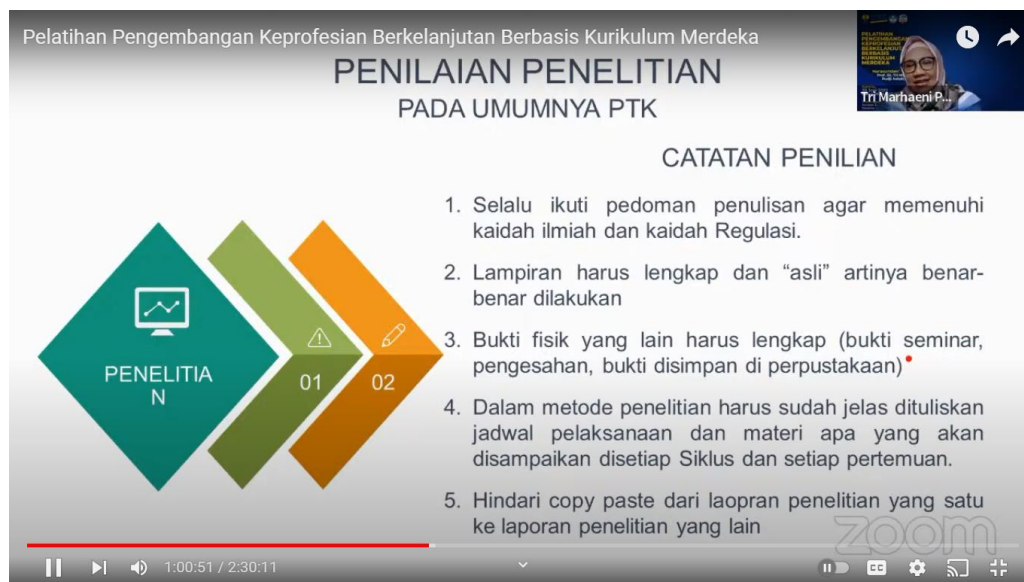 Pelatihan Pengembangan Keprofesian Berkelanjutan Berbasis Kurikulum Merdeka
PELATIHAN
PENGEMBANGAN
KEPROFESIAN
BERKELANJUTAN
BERBASIS
KURIKULUM
MERDEKA
Tri Marhaeni P...
PENILAIAN PENELITIAN
PADA UMUMNYA PTK
CATATAN PENILIAN
1. Selalu ikuti pedoman penulisan agar memenuhi
kaidah ilmiah dan kaidah Regulasi.
2. Lampiran harus lengkap dan “asli” artinya benar-
benar dilakukan
3. Bukti fisik yang lain harus lengkap (bukti seminar,
pengesahan, bukti disimpan di perpustakaan)
4. Dalam metode penelitian harus sudah jelas dituliskan
jadwal pelaksanaan dan materi apa yang akan
disampaikan disetiap Siklus dan setiap pertemuan.
5. Hindari copy paste dari laopran penelitian yang satu
ke laporan penelitian yang lain
PENELITIA
N
01
02
zoom
1:00:51 / 2:30:11
CC